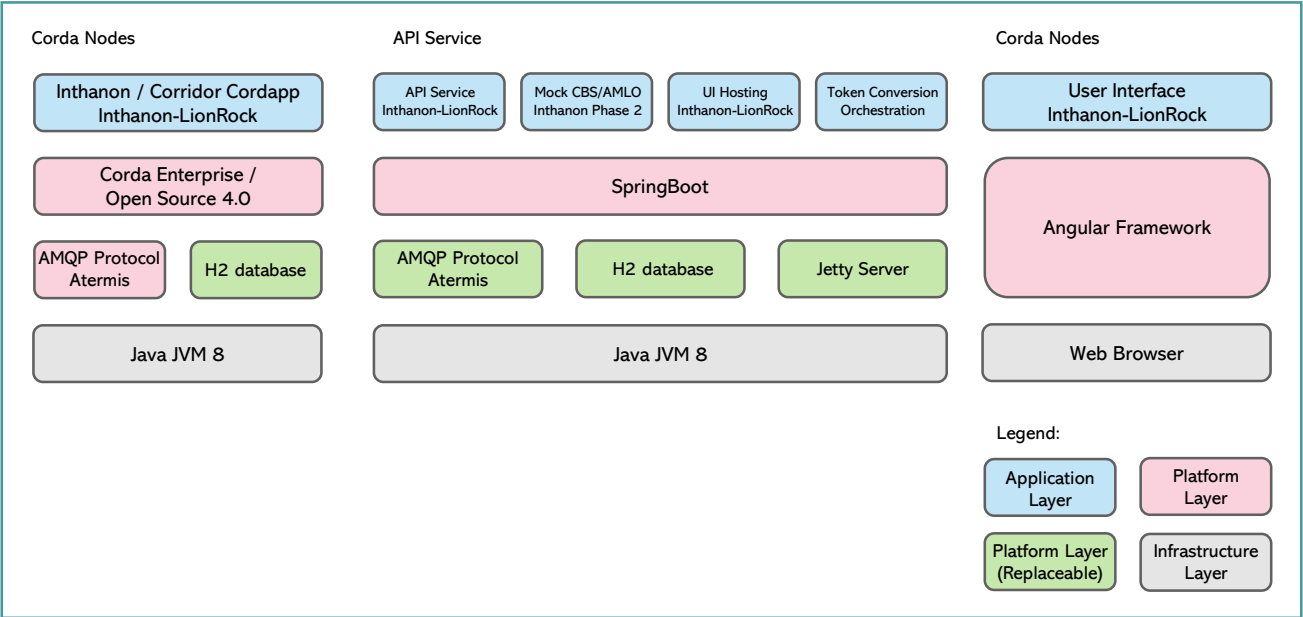 Corda Nodes
Inthanon / Corridor Cordapp
Inthanon-LionRock
Corda Enterprise /
Open Source 4.0
AMQP Protocol
Atermis
H2 database
Java JVM 8
API Service
API Service
Inthanon-LionRock
Mock CBS/AMLO
Inthanon Phase 2
UI Hosting
Inthanon-LionRock
Token Conversion
Orchestration
SpringBoot
AMQP Protocol
Atermis
H2 database
Jetty Server
Java JVM 8
Corda Nodes
User Interface
Inthanon-LionRock
Angular Framework
Web Browser
Legend:
Application
Layer
Platform
Layer
Platform Layer
(Replaceable)
Infrastructure
Layer